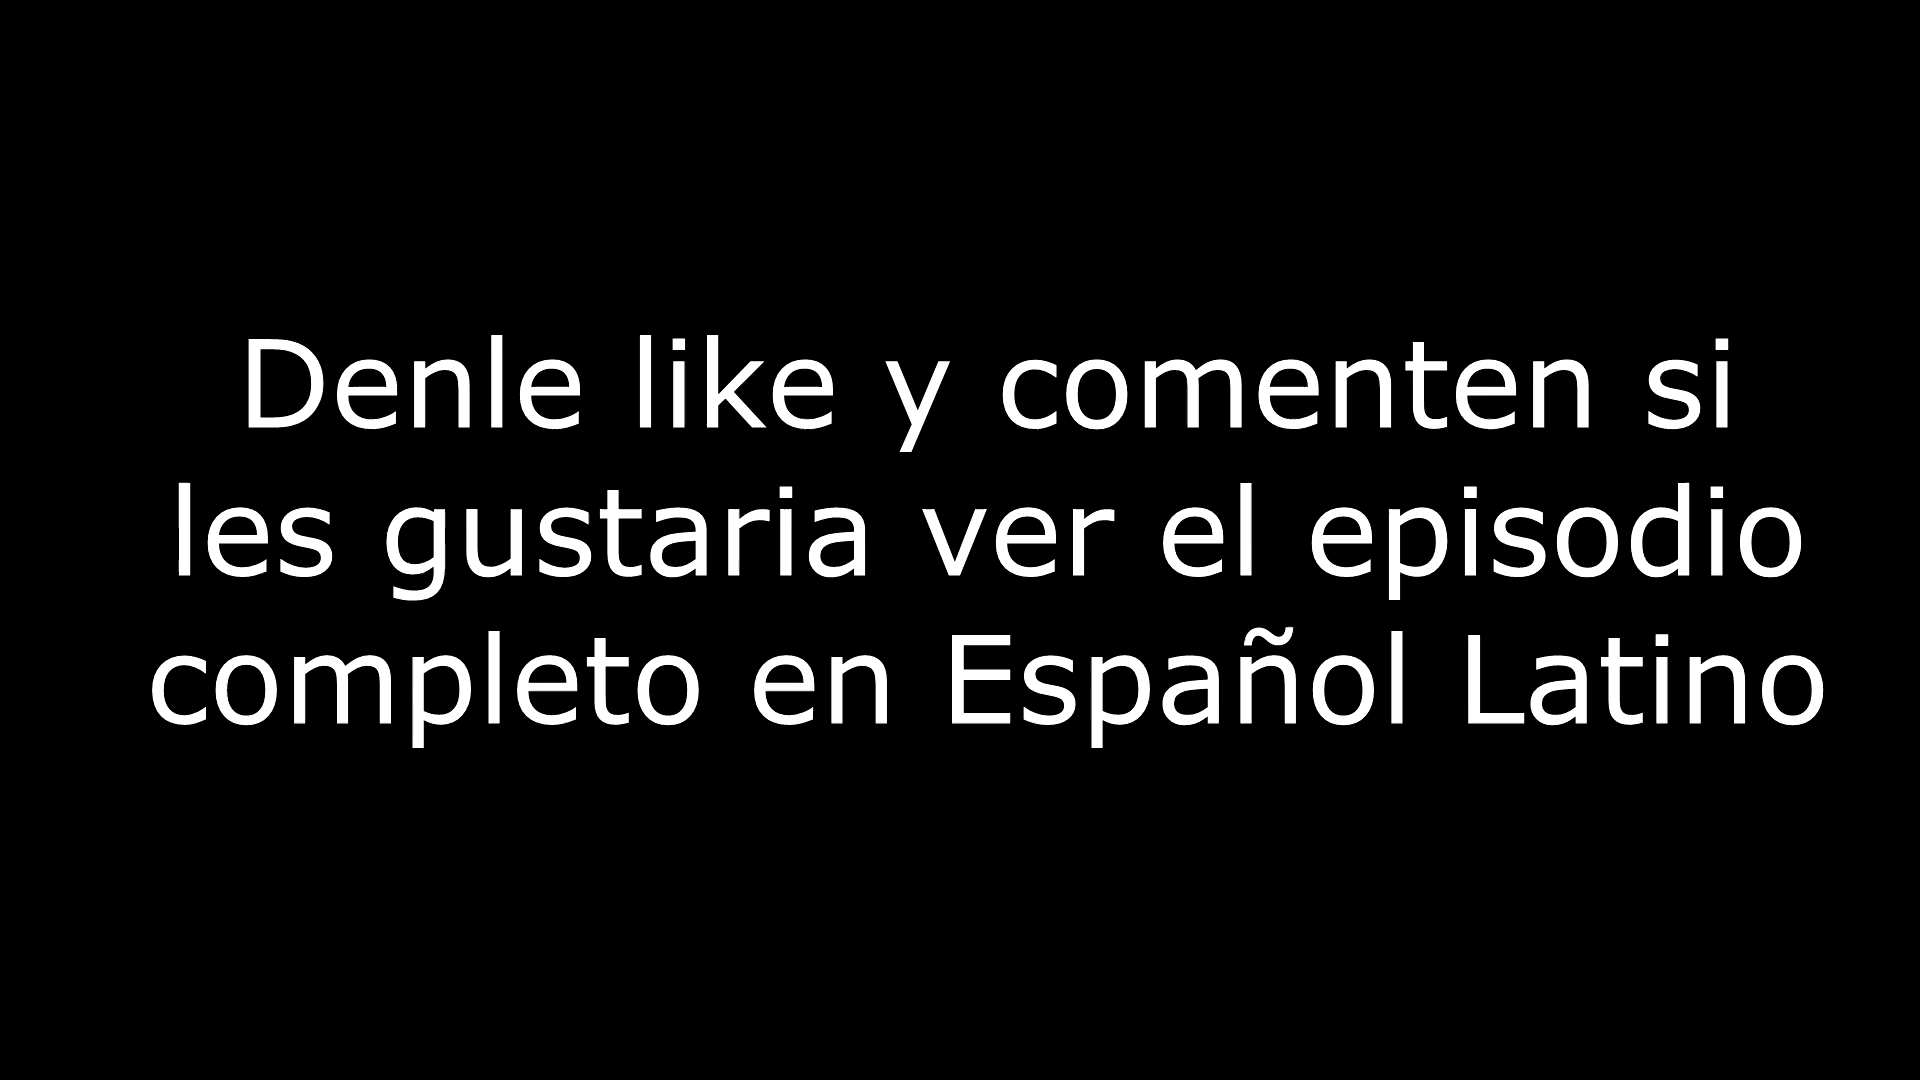 Denle like y comenten si
les gustaria ver el episodio
completo en Español Latino